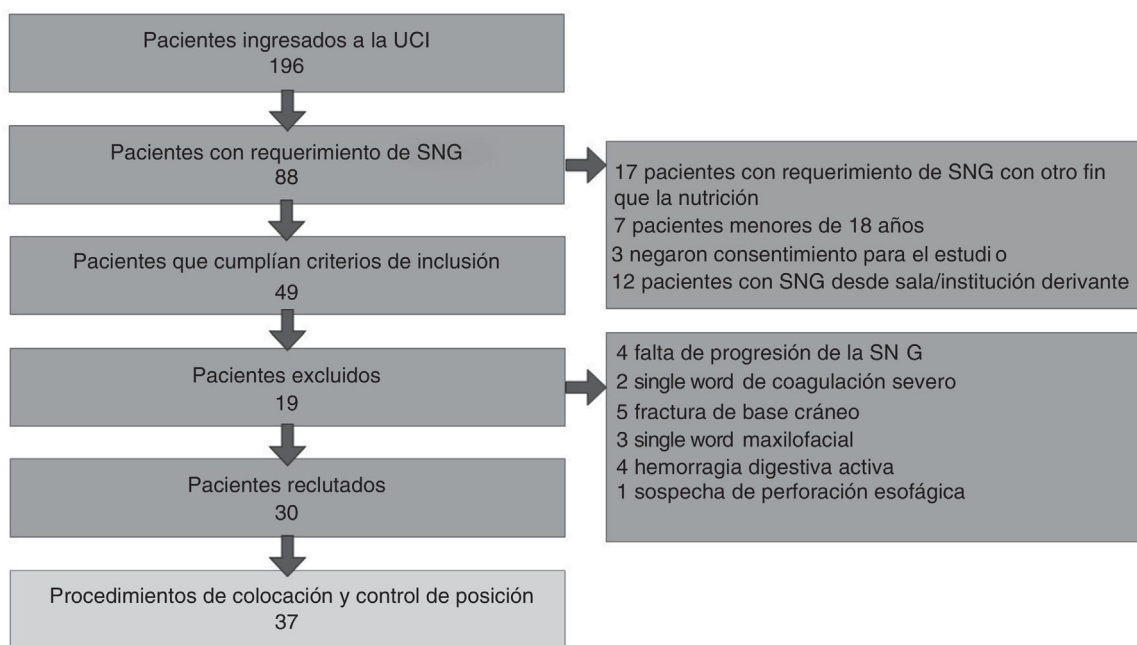 Pacientes ingresados a la UCI
196
Pacientes con requerimiento de SNG
88
17 pacientes con requerimiento de SNG con otro fin
que la nutrición
7 pacientes menores de 18 años
3 negaron consentimiento para el estudi o
12 pacientes con SNG desde sala/institución derivante
Pacientes que cumplían criterios de inclusión
49
Pacientes excluidos
19
4 falta de progresión de la SN G
2 single word de coagulación severo
5 fractura de base cráneo
3 single word maxilofacial
4 hemorragia digestiva activa
1 sospecha de perforación esofágica
Pacientes reclutados
30
Procedimientos de colocación y control de posición
37